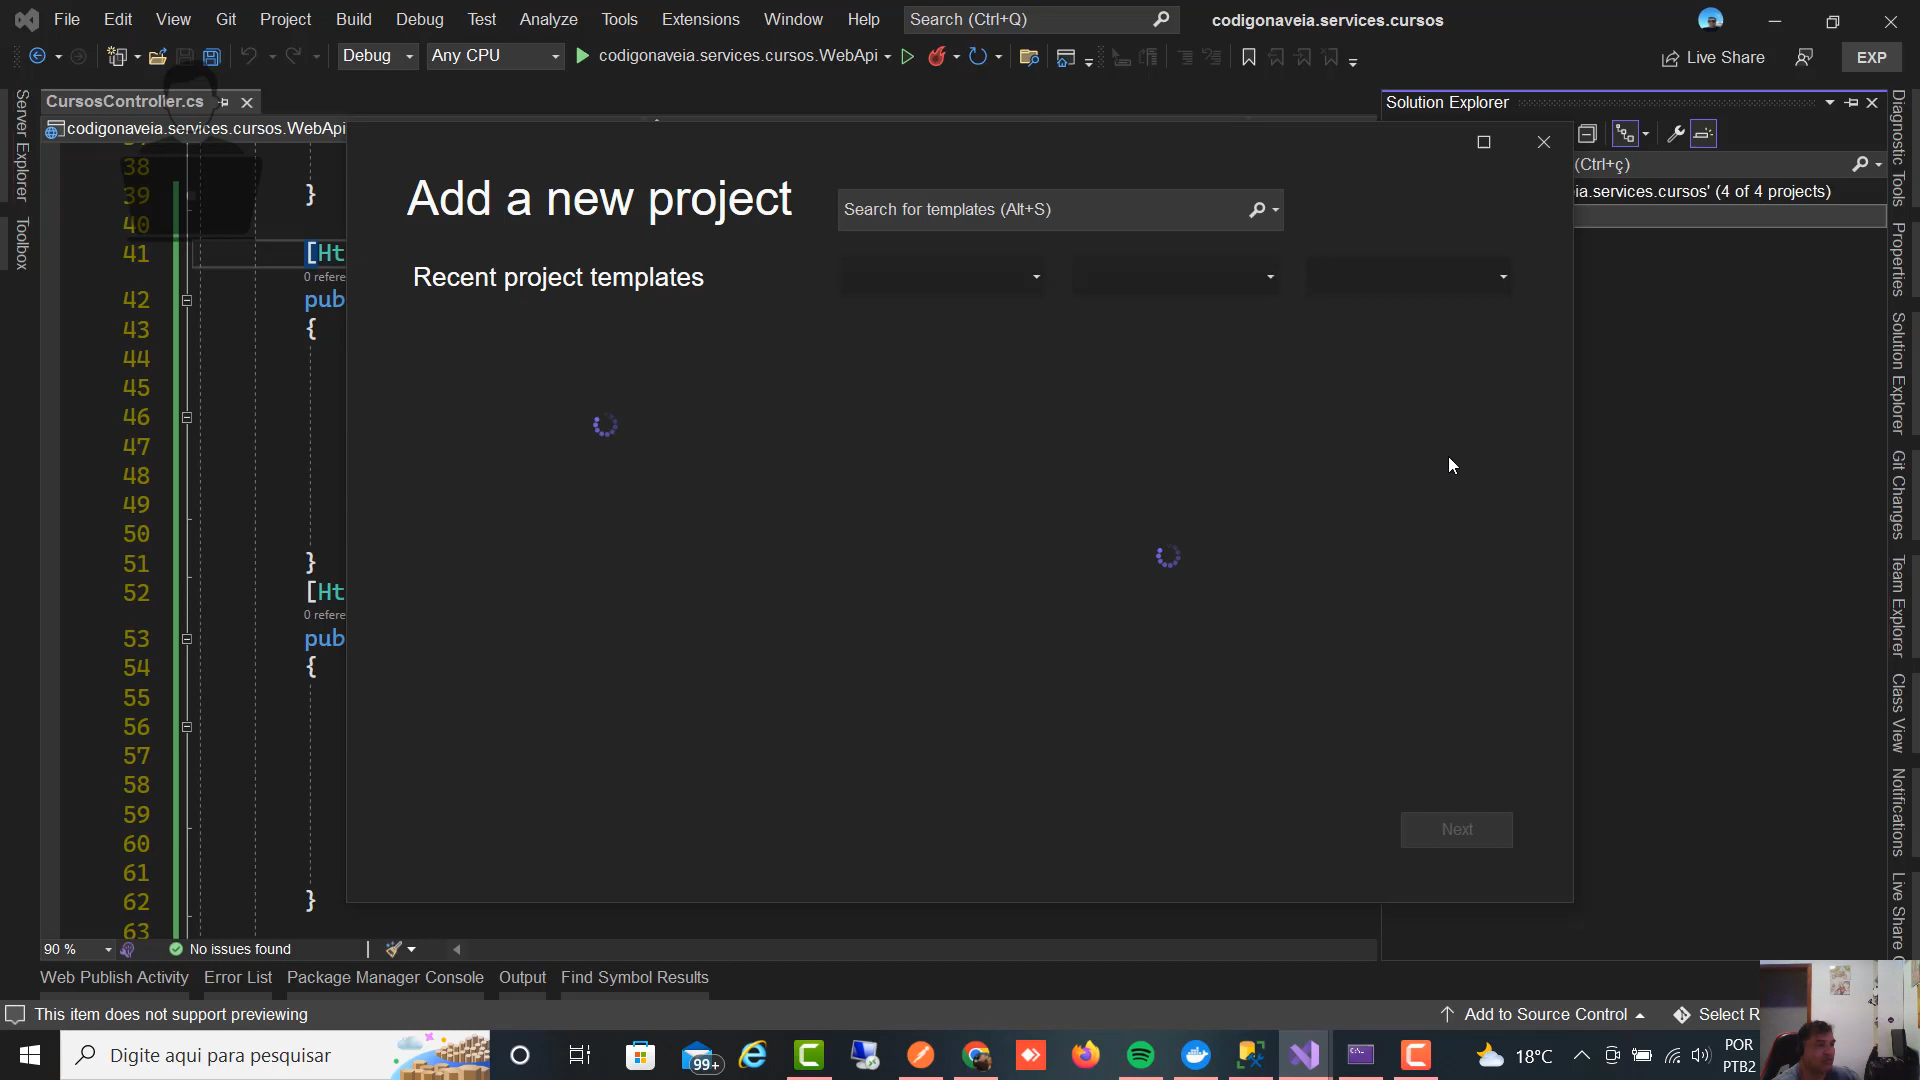 File Edit View Git Project Build Debug Test Analyze Tools Extensions Window Help Search (Ctrl+Q) codigonaveia.services.cursos
Debug Any CPU codigonaveia.services.cursos.WebApi Live Share EXP
CursosController.cs
codigonaveia.services.cursos.WebApi
Server Explorer
Toolbox
38
39 }
40
41 [Ht
0 refere
42 pub
43 {
44
45
46
47
48
49
50
51 }
52 [Ht
0 refere
53 pub
54 {
55
56
57
58
59
60
61
62 }
63
Add a new project
Search for templates (Alt+S)
Recent project templates
Next
Solution Explorer
(Ctrl+ç)
ia.services.cursos' (4 of 4 projects)
Diagnostic Tools
Properties
Solution Explorer
Git Changes
Team Explorer
Class View
Notifications
Live Share
90 % No issues found
Web Publish Activity Error List Package Manager Console Output Find Symbol Results
This item does not support previewing Add to Source Control Select R
Digite aqui para pesquisar 99+ 18°C POR
PTB2